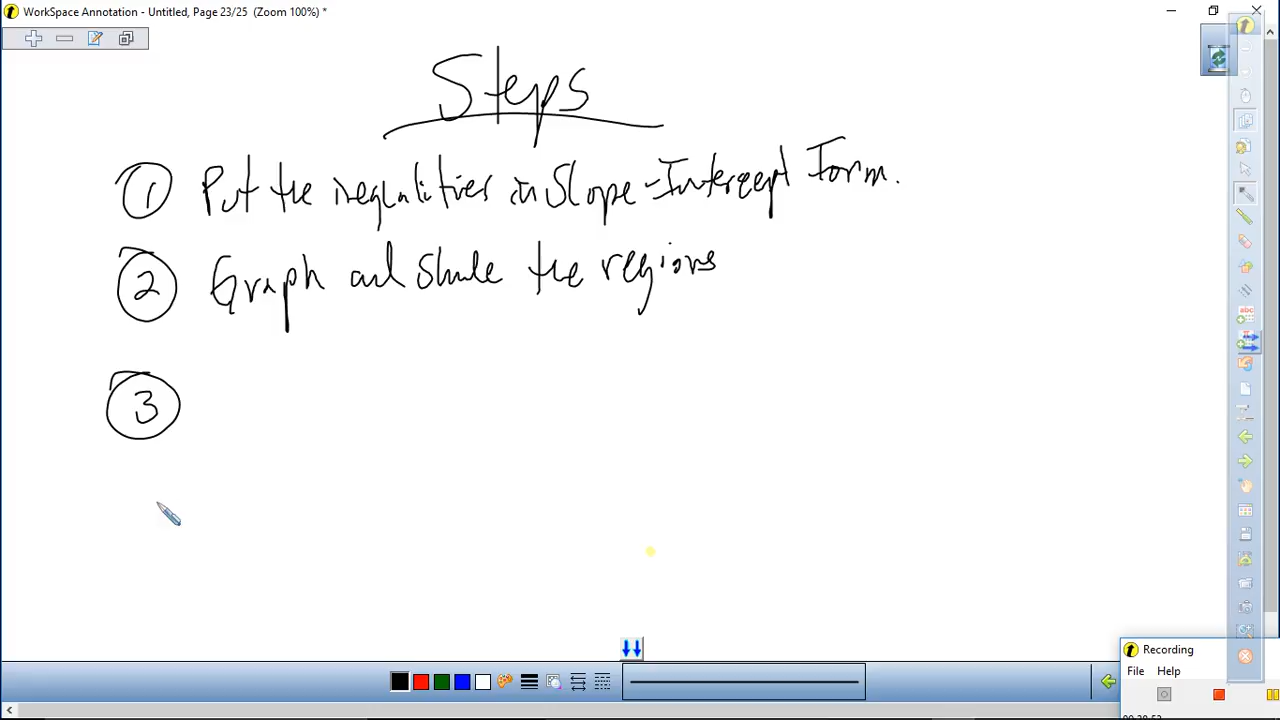 WorkSpace Annotation - Untitled, Page 23/25 (Zoom 100%) *
Steps
1 Put the inequalities in Slope-Intercept Form.
2 Graph and Shade the regions
3
abc
Recording
File Help